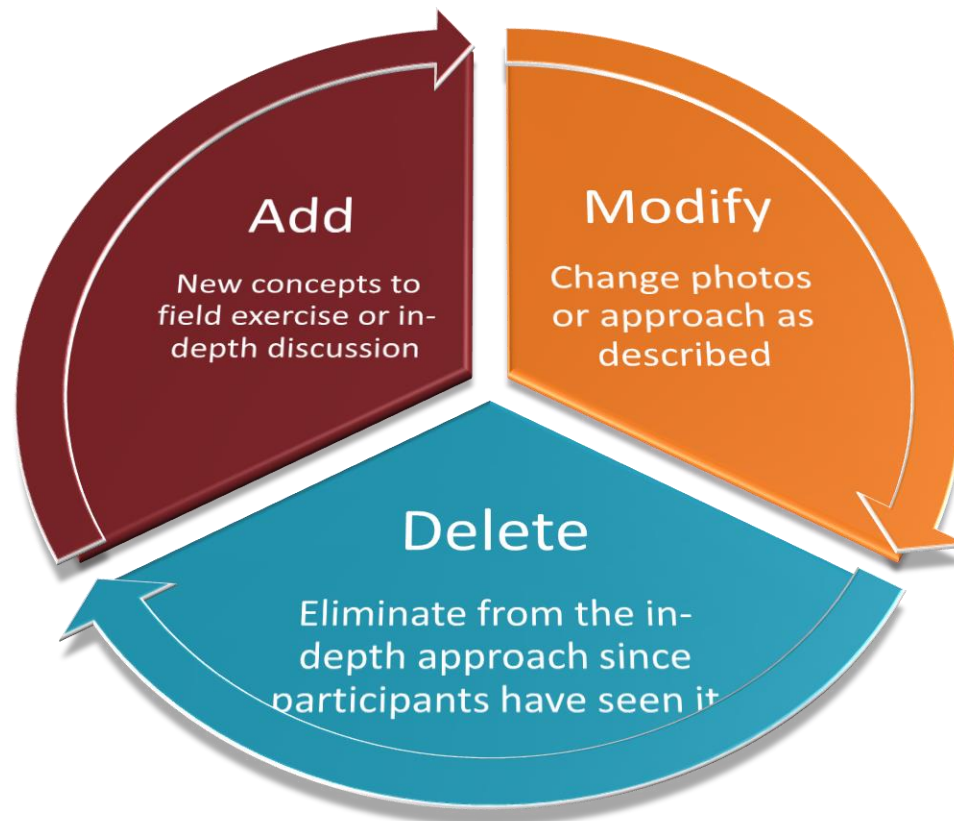 Add
New concepts to
field exercise or in-
depth discussion
Modify
Change photos
or approach as
described
Delete
Eliminate from the in-
depth approach since
participants have seen it